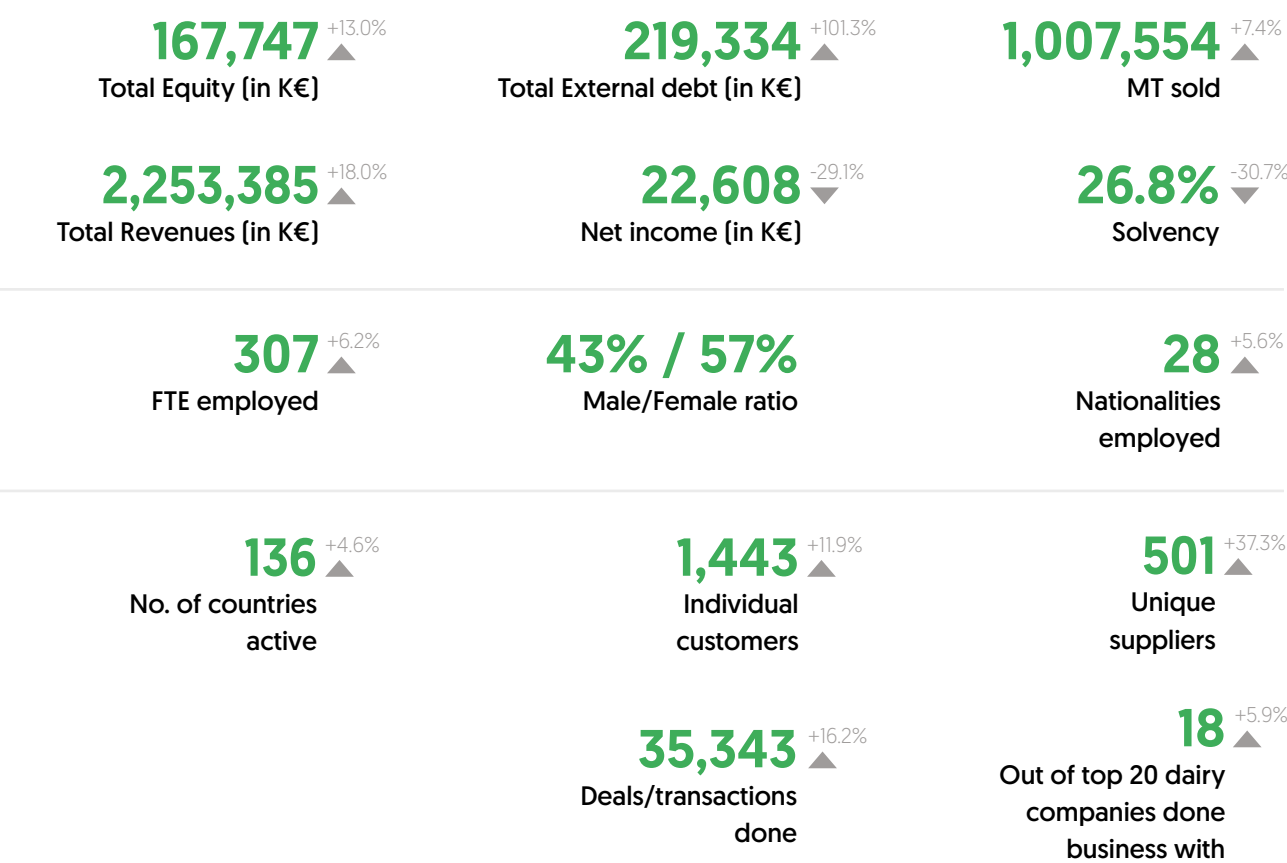 167,747 +13.0%
Total Equity (in K€)
219,334 +101.3%
Total External debt (in K€)
1,007,554 +7.4%
MT sold
2,253,385 +18.0%
Total Revenues (in K€)
22,608 -29.1%
Net income (in K€)
26.8% -30.7%
Solvency
307 +6.2%
FTE employed
43% / 57%
Male/Female ratio
28 +5.6%
Nationalities
employed
136 +4.6%
No. of countries
active
1,443 +11.9%
Individual
customers
501 +37.3%
Unique
suppliers
35,343 +16.2%
Deals/transactions
done
18 +5.9%
Out of top 20 dairy
companies done
business with